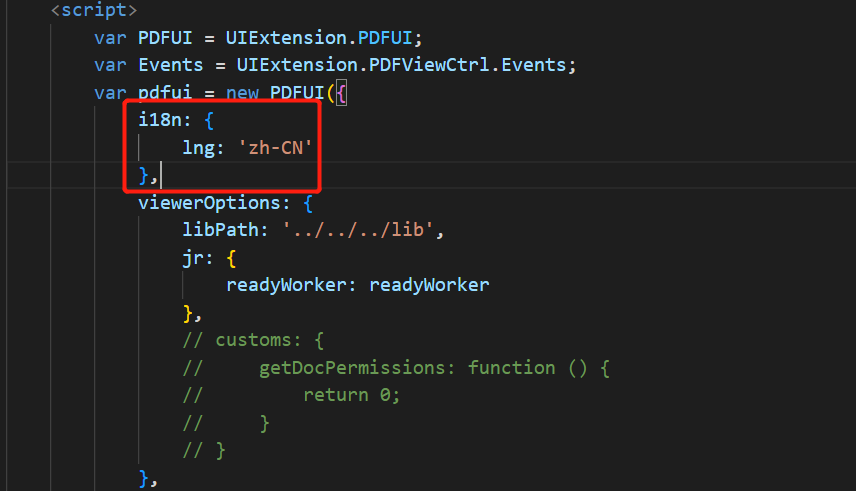 <script>
var PDFUI = UIExtension.PDFUI;
var Events = UIExtension.PDFViewCtrl.Events;
var pdfui = new PDFUI({
i18n: {
lng: 'zh-CN'
},
viewerOptions: {
libPath: '../../../lib',
jr: {
readyWorker: readyWorker
},
// customs: {
//     getDocPermissions: function () {
//         return 0;
//     }
// }
},